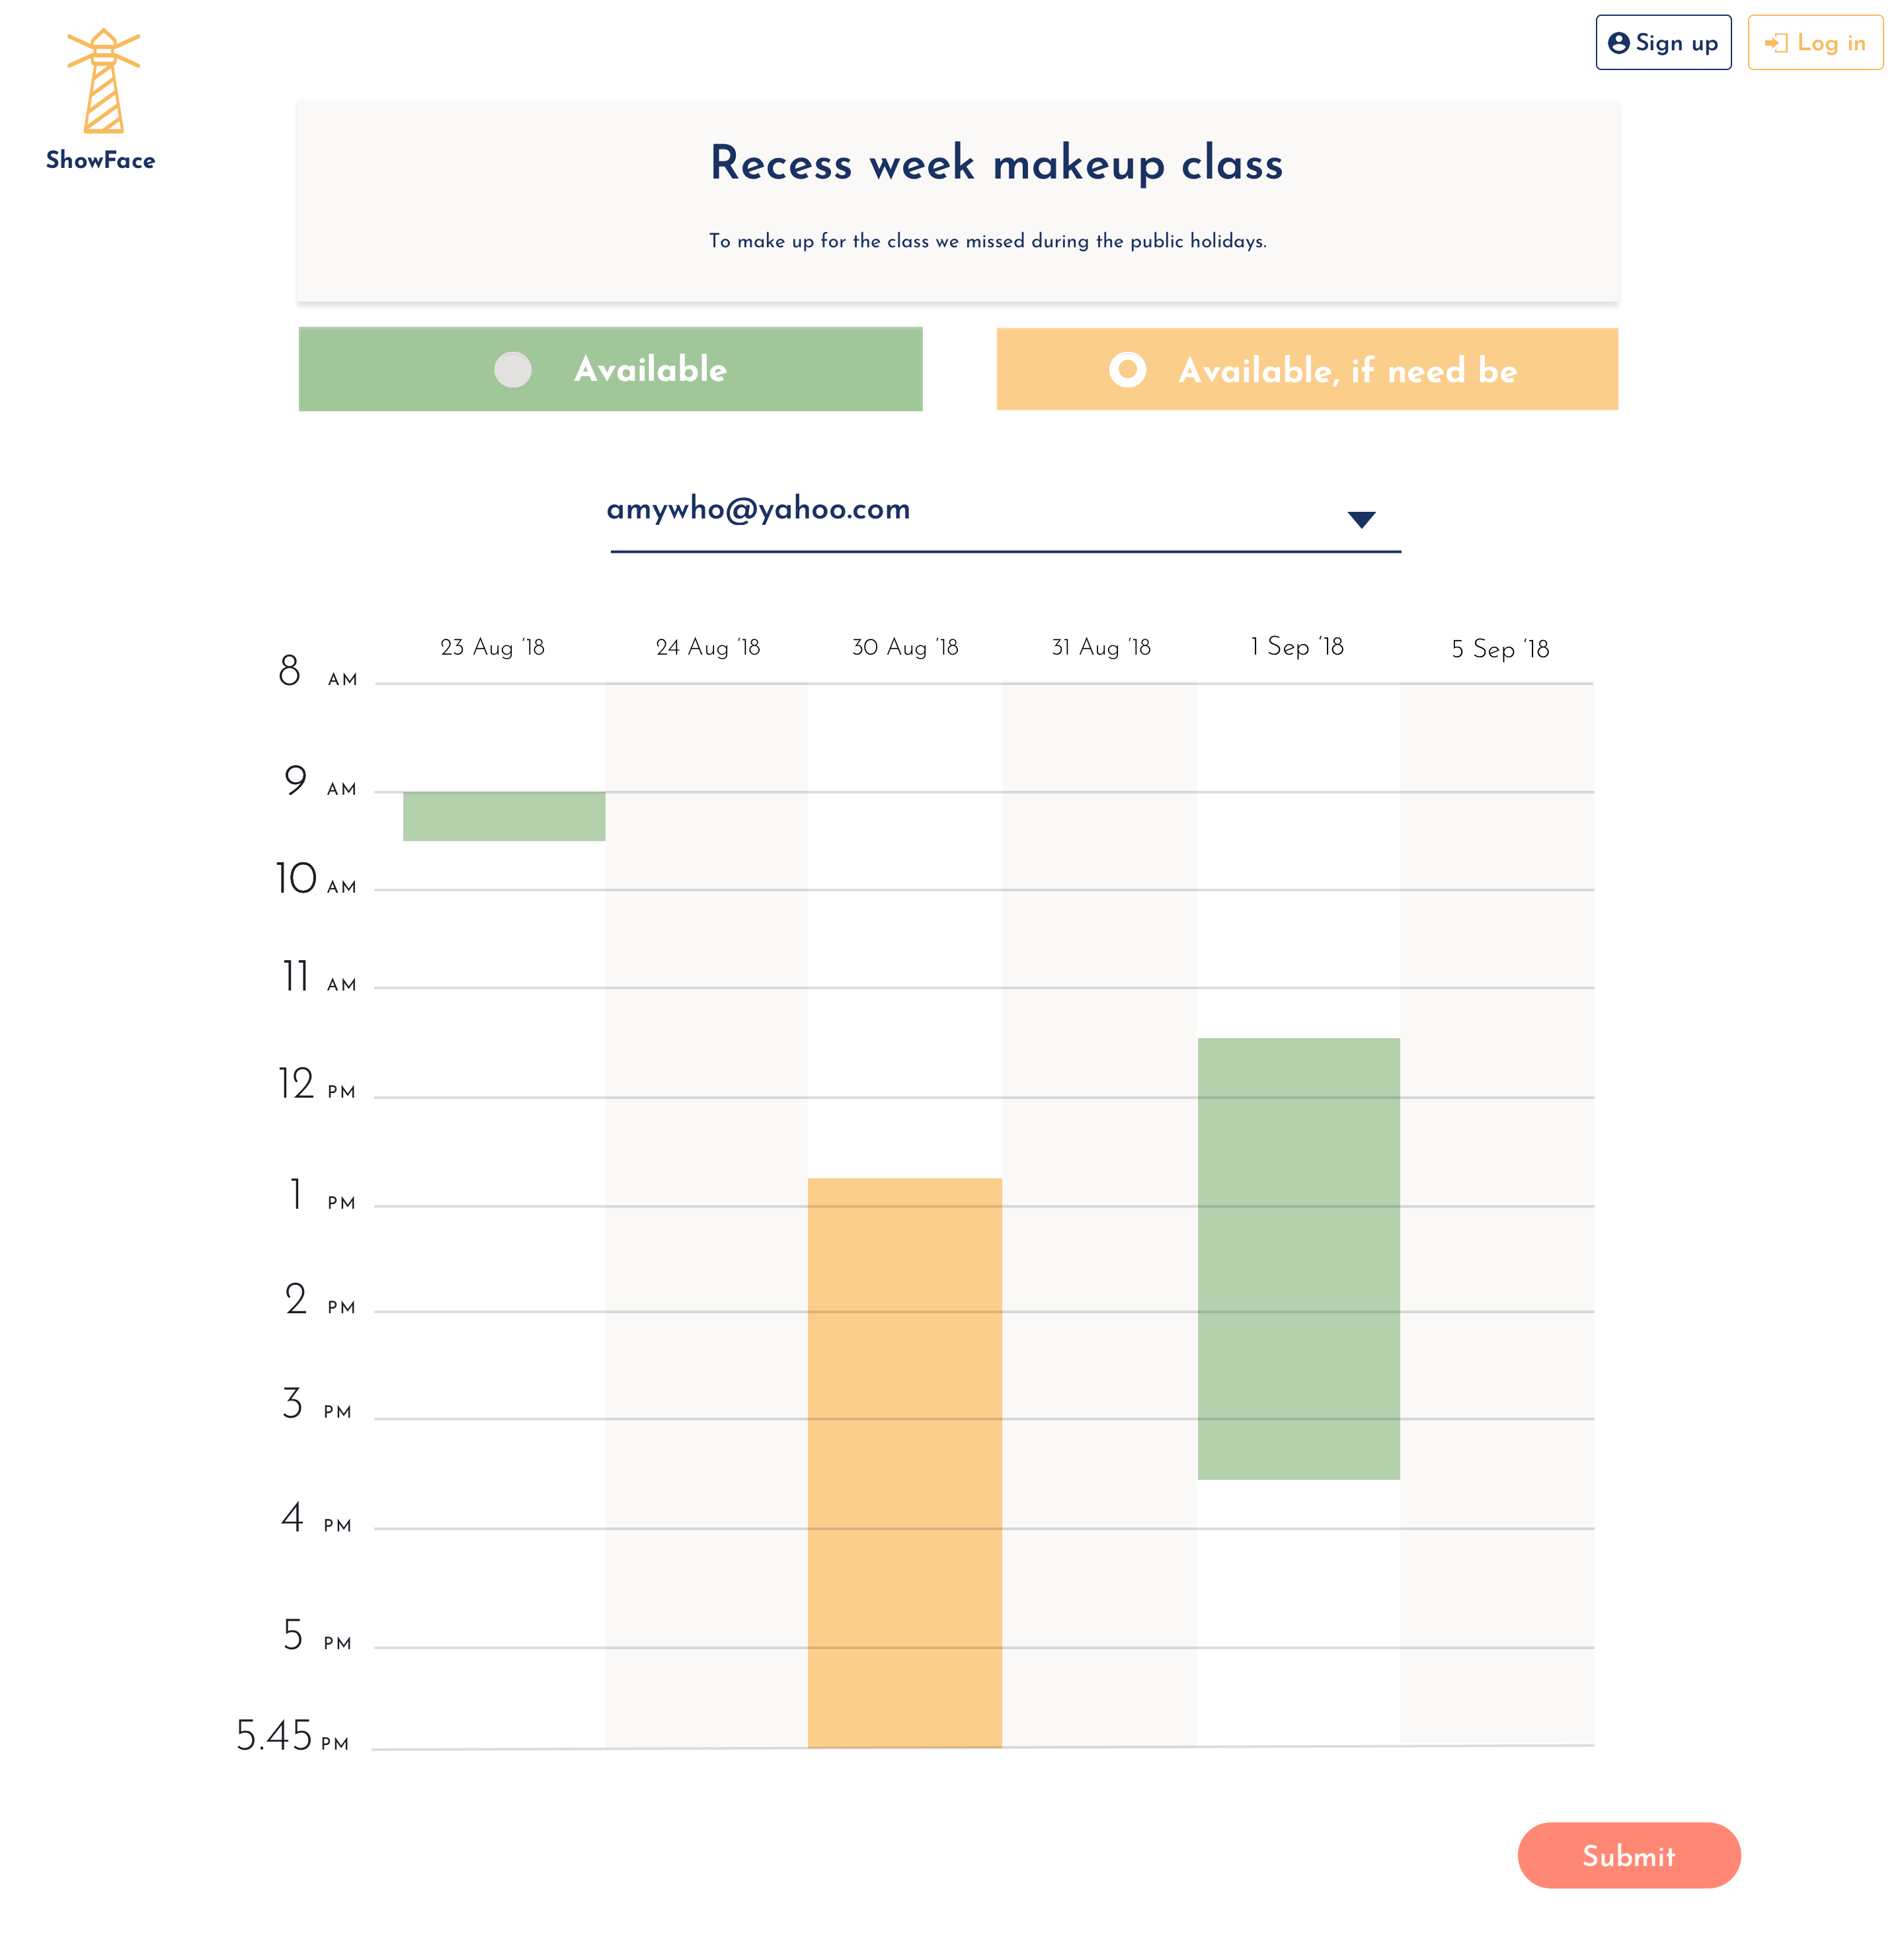 Sign up
Log in
ShowFace
Recess week makeup class
To make up for the class we missed during the public holidays.
Available
Available, if need be
amywho@yahoo.com
23 Aug ‘18
24 Aug ‘18
30 Aug ‘18
31 Aug ‘18
1 Sep ‘18
5 Sep ‘18
8 AM
9 AM
10 AM
11 AM
12 PM
1 PM
2 PM
3 PM
4 PM
5 PM
5.45 PM
Submit